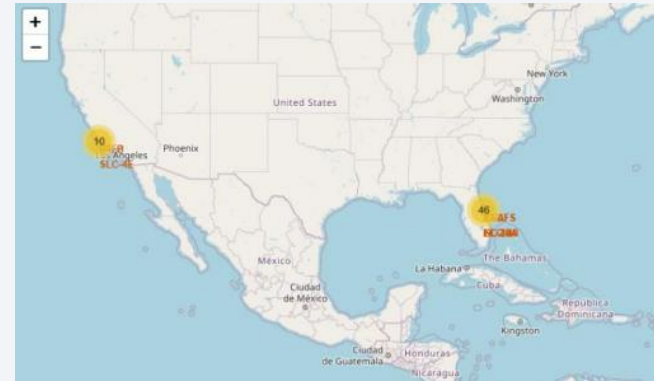 +
−
New York
Washington
United States
10
Los Angeles
Phoenix
SLC-4E
46
AFS
The Bahamas
México
La Habana
Cuba
Ciudad
de México
República
Dominicana
Kingston
Ciudad
de Guatemala
Honduras
Nicaragua